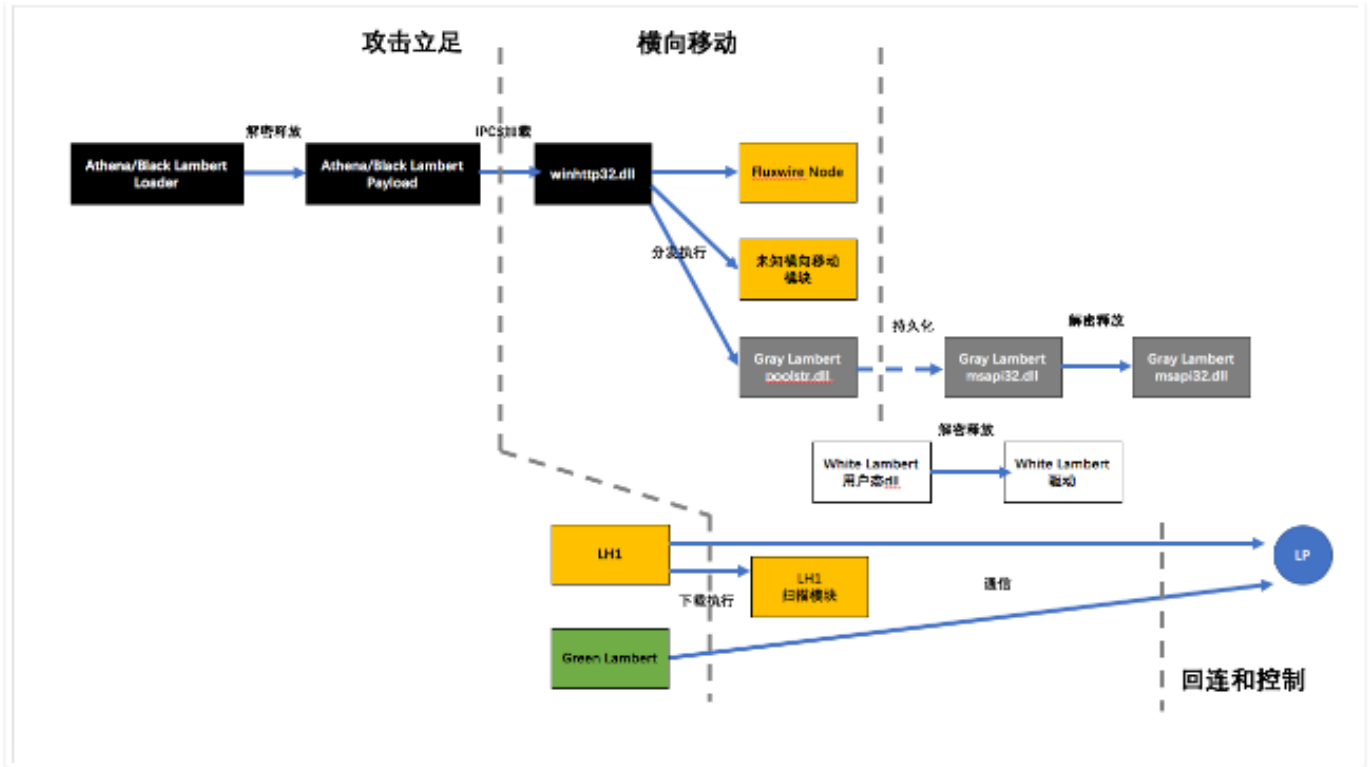 攻击立足
横向移动
解密释放
IPCS加载
Athena/Black Lambert
Loader
Athena/Black Lambert
Payload
winhttp32.dll
Fluxwire Node
分发执行
未知横向移动
模块
持久化
解密释放
Gray Lambert
poolstr.dll
Gray Lambert
msapi32.dll
Gray Lambert
msapi32.dll
解密释放
White Lambert
用户态dll
White Lambert
驱动
LH1
LH1
扫描模块
下载执行
通信
LP
Green Lambert
回连和控制